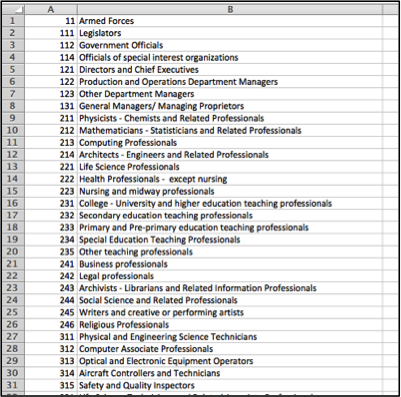 A B
1 11 Armed Forces
2 111 Legislators
3 112 Government Officials
4 114 Officials of special interest organizations
5 121 Directors and Chief Executives
6 122 Production and Operations Department Managers
7 123 Other Department Managers
8 131 General Managers/ Managing Proprietors
9 211 Physicists - Chemists and Related Professionals
10 212 Mathematicians - Statisticians and Related Professionals
11 213 Computing Professionals
12 214 Architects - Engineers and Related Professionals
13 221 Life Science Professionals
14 222 Health Professionals - except nursing
15 223 Nursing and midway professionals
16 231 College - University and higher education teaching professionals
17 232 Secondary education teaching professionals
18 233 Primary and Pre-primary education teaching professionals
19 234 Special Education Teaching Professionals
20 235 Other teaching professionals
21 241 Business professionals
22 242 Legal professionals
23 243 Archivists - Librarians and Related Information Professionals
24 244 Social Science and Related Professionals
25 245 Writers and creative or performing artists
26 246 Religious Professionals
27 311 Physical and Engineering Science Technicians
28 312 Computer Associate Professionals
29 313 Optical and Electronic Equipment Operators
30 314 Aircraft Controllers and Technicians
31 315 Safety and Quality Inspectors